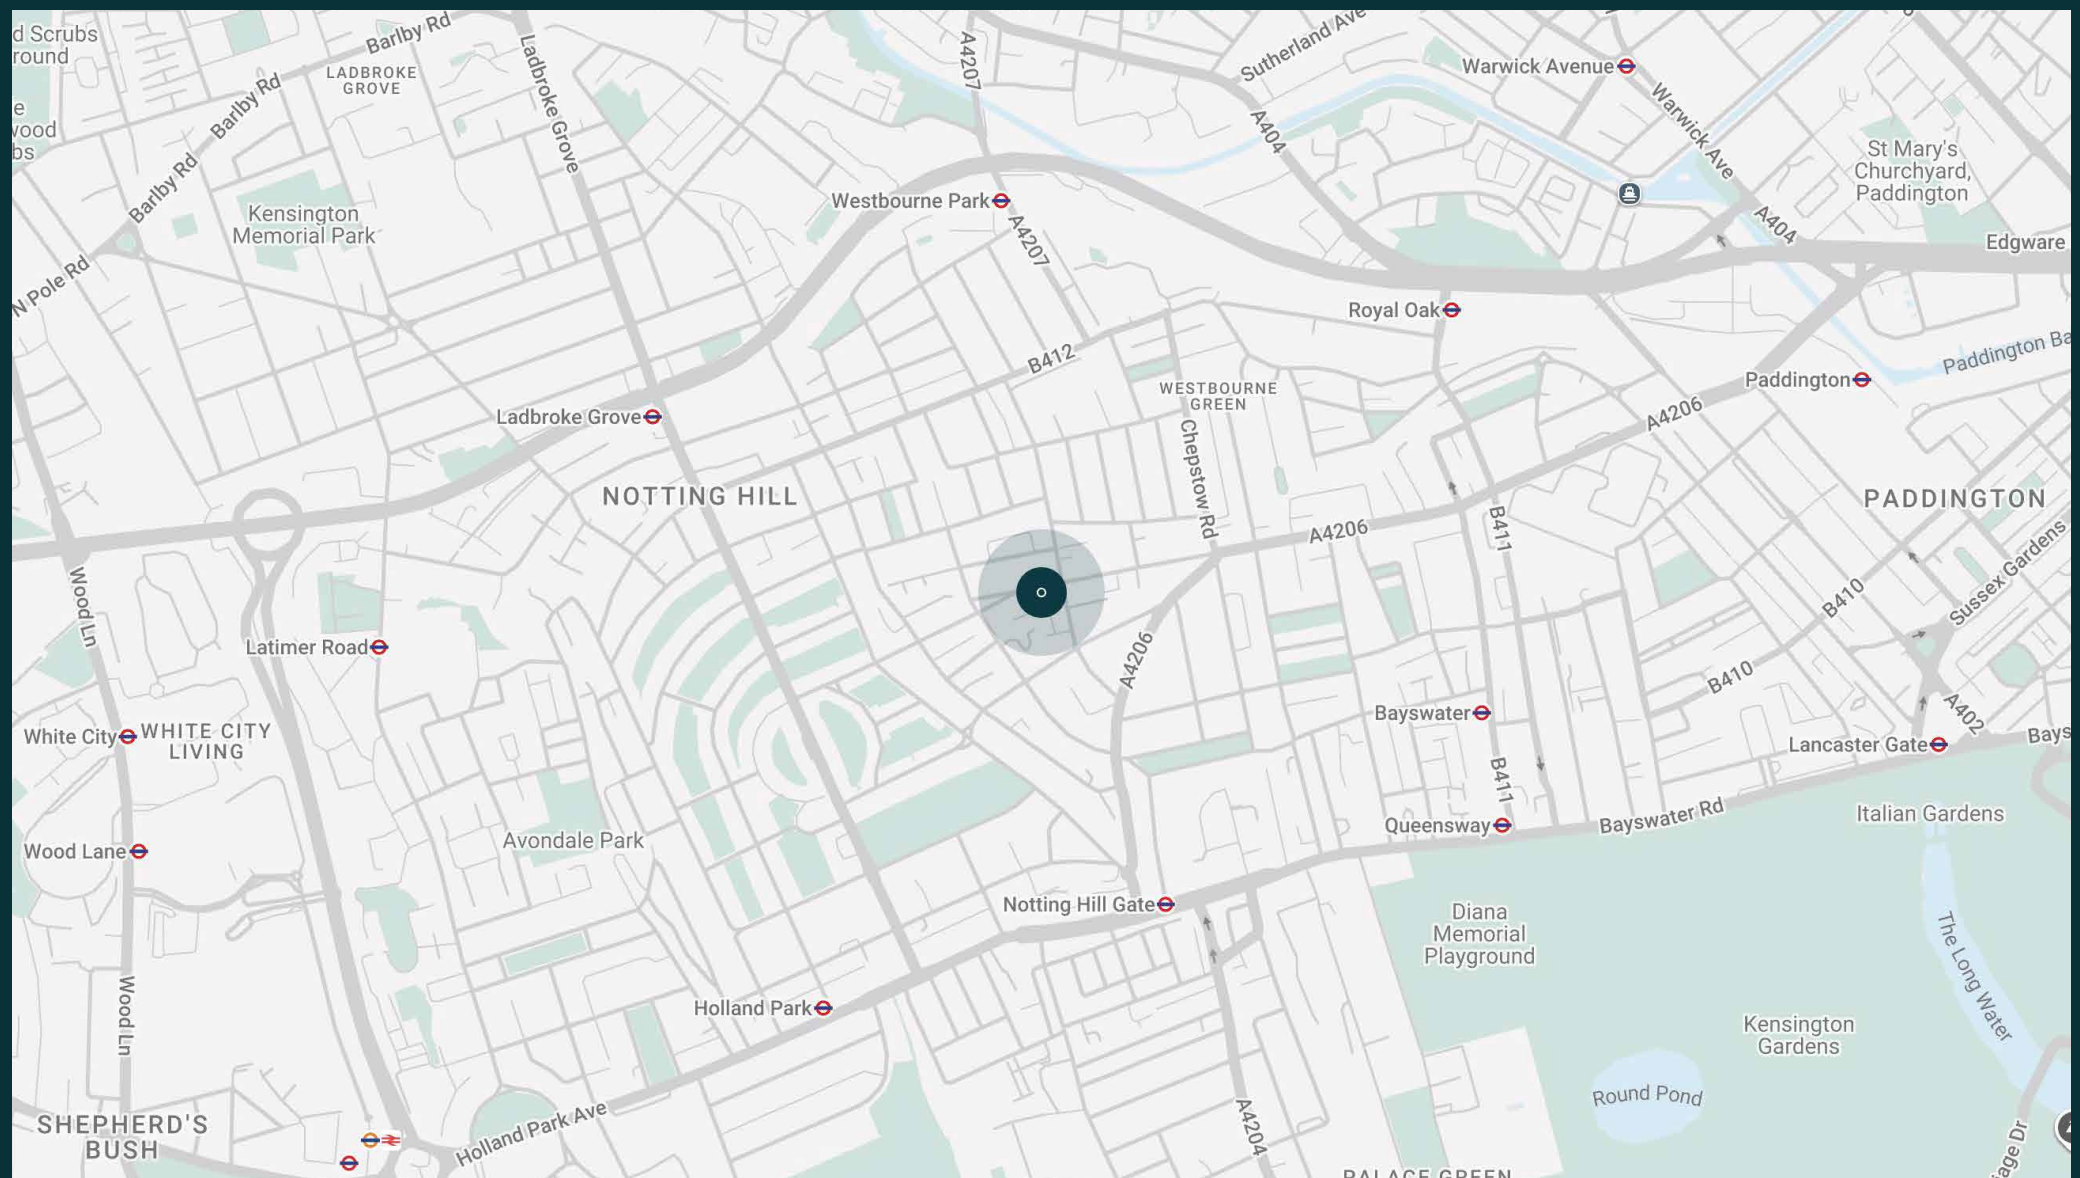 d Scrubs
round
e
wood
bs
Barlby Rd
Barlby Rd
Barlby Rd
N Pole Rd
LADBROKE
GROVE
Ladbroke Grove
Kensington
Memorial Park
A4207
Westbourne Park
A4207
Sutherland Ave
A404
Warwick Avenue
Warwick Ave
St Mary's
Churchyard,
Paddington
A404
Edgware
Royal Oak
B412
WESTBOURNE
GREEN
Chepstow Rd
Paddington
Paddington Ba
A4206
Ladbroke Grove
NOTTING HILL
PADDINGTON
A4206
B411
Wood Ln
Latimer Road
A4206
B410
Sussex Gardens
B410
A402
White City
WHITE CITY
LIVING
Bayswater
Lancaster Gate
Bays
B411
Queensway
Bayswater Rd
Italian Gardens
Avondale Park
Wood Lane
Notting Hill Gate
Diana
Memorial
Playground
The Long Water
Wood Ln
Holland Park
Kensington
Gardens
Round Pond
Holland Park Ave
SHEPHERD'S
BUSH
A4204
PALACE GREEN
iage Dr